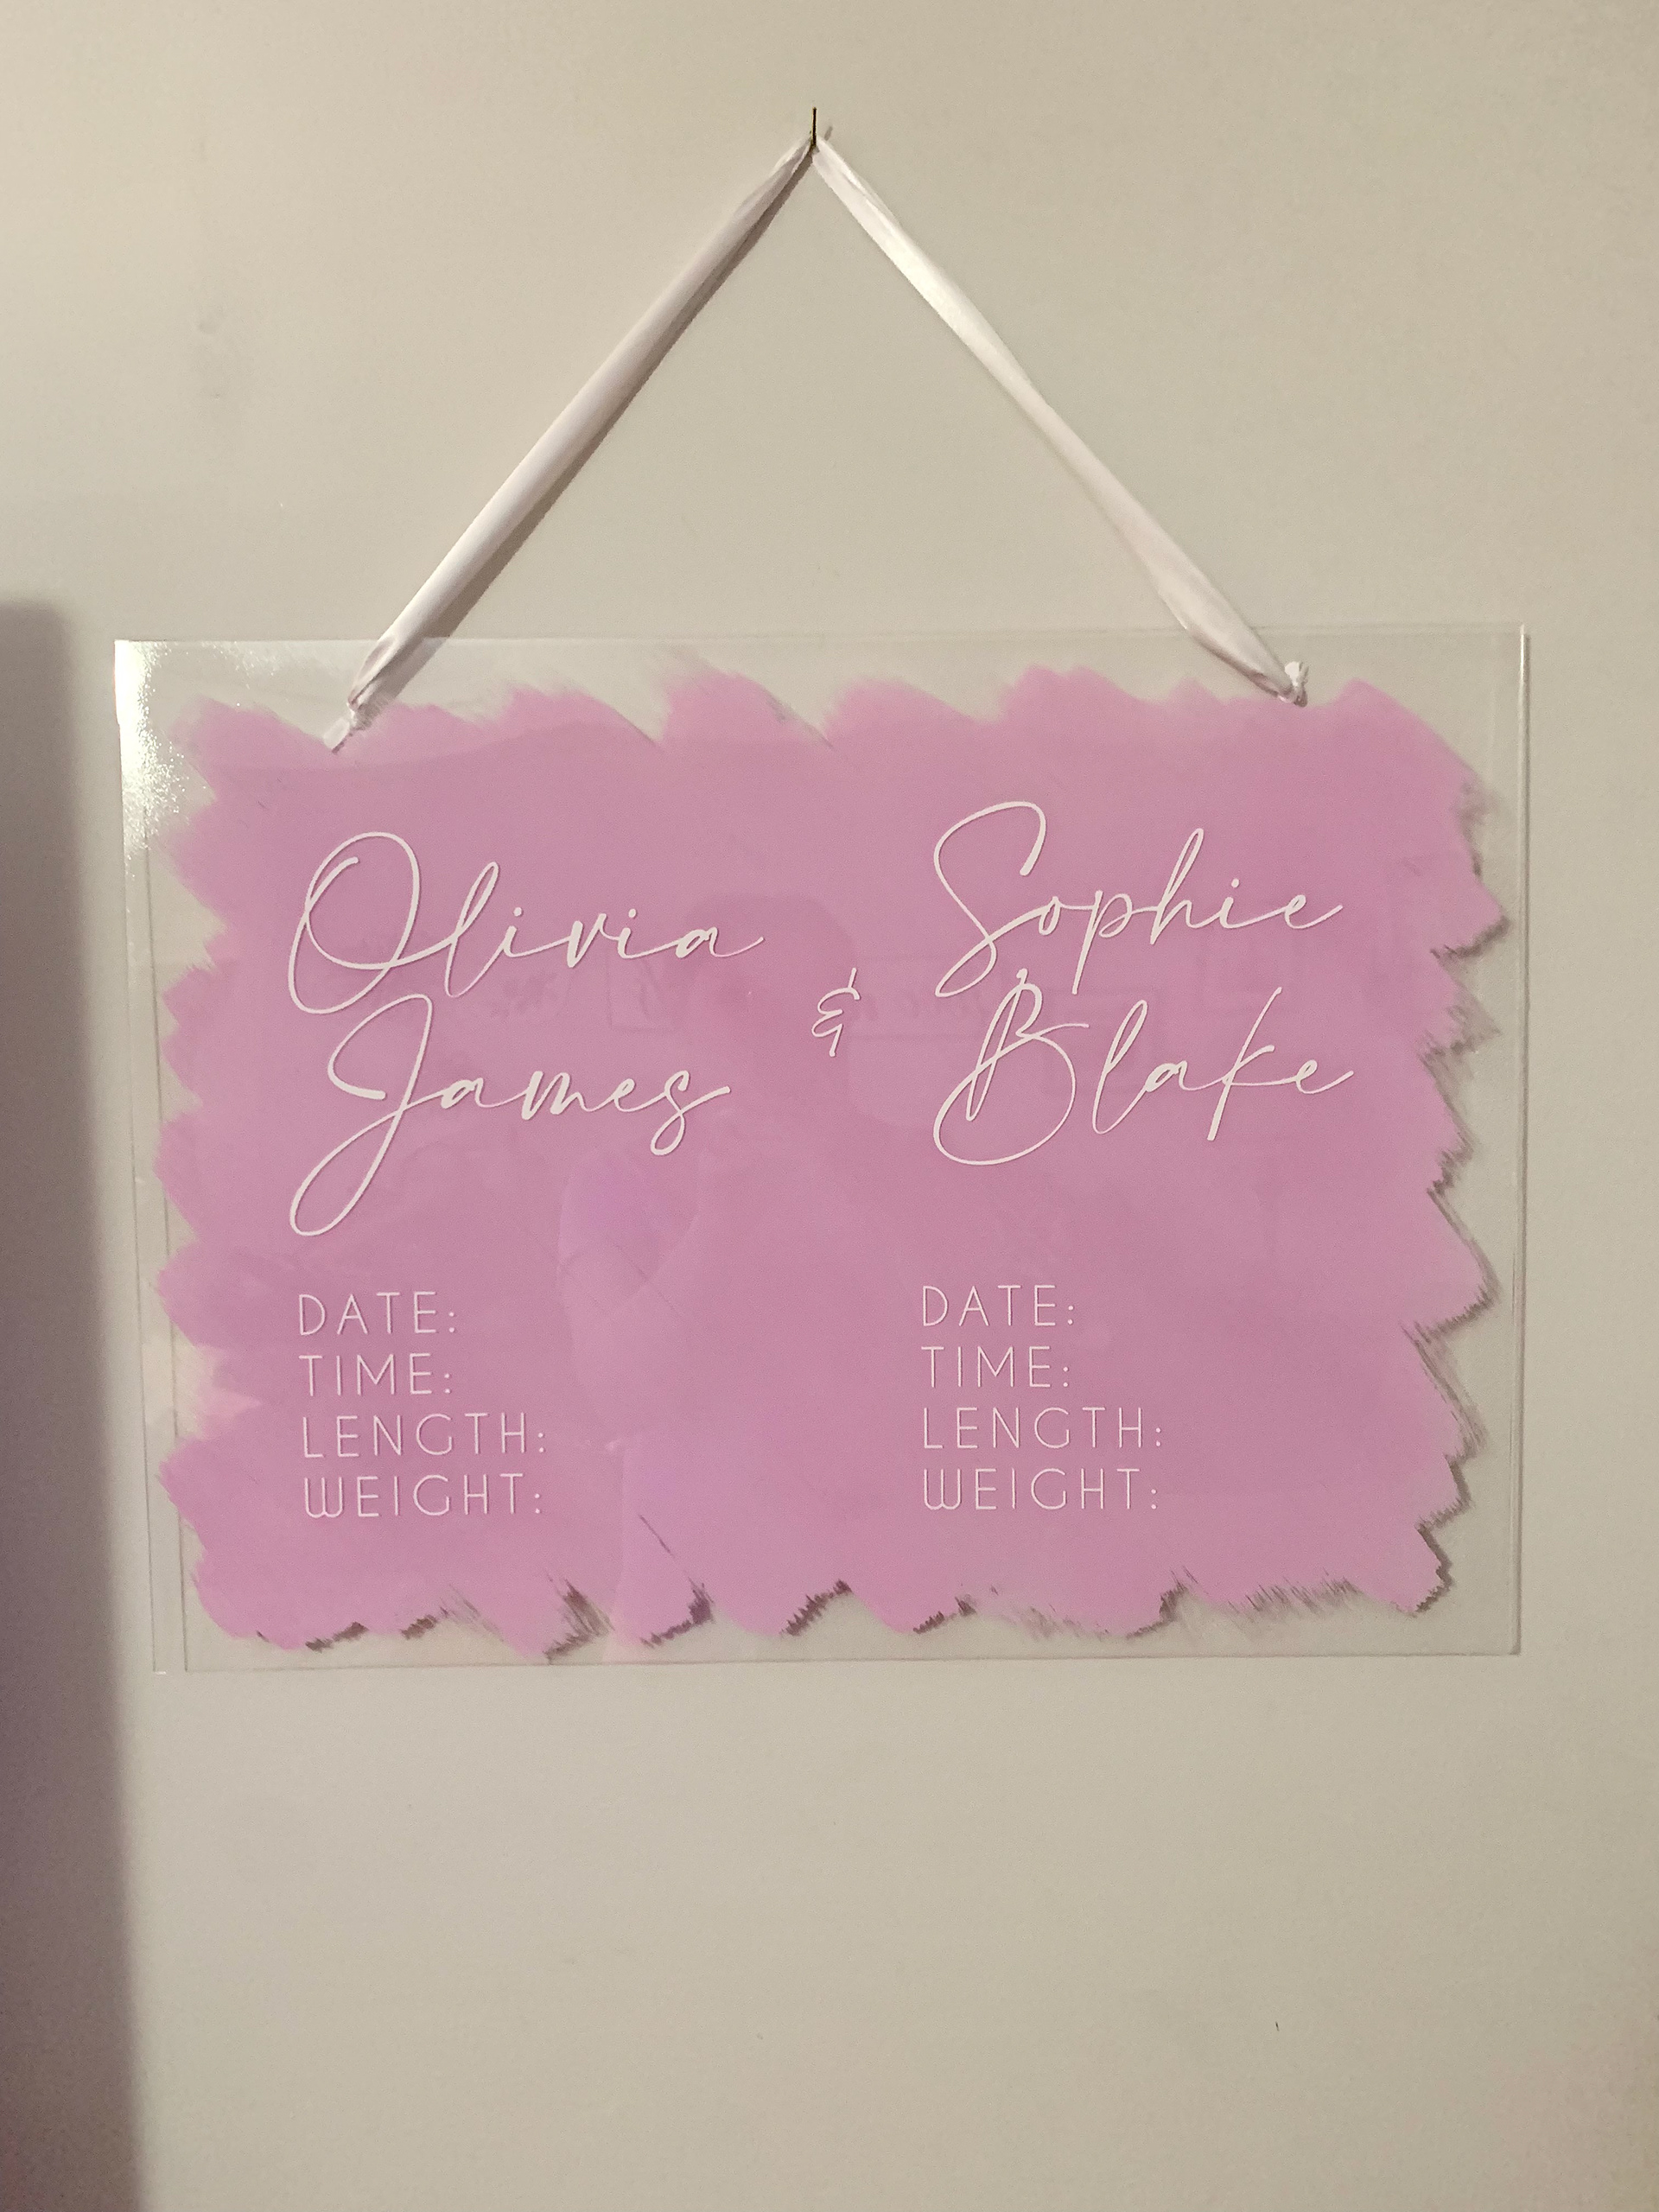 Olivia
James
&
Sophie
Blake
DATE:
TIME:
LENGTH:
WEIGHT:
DATE:
TIME:
LENGTH:
WEIGHT: